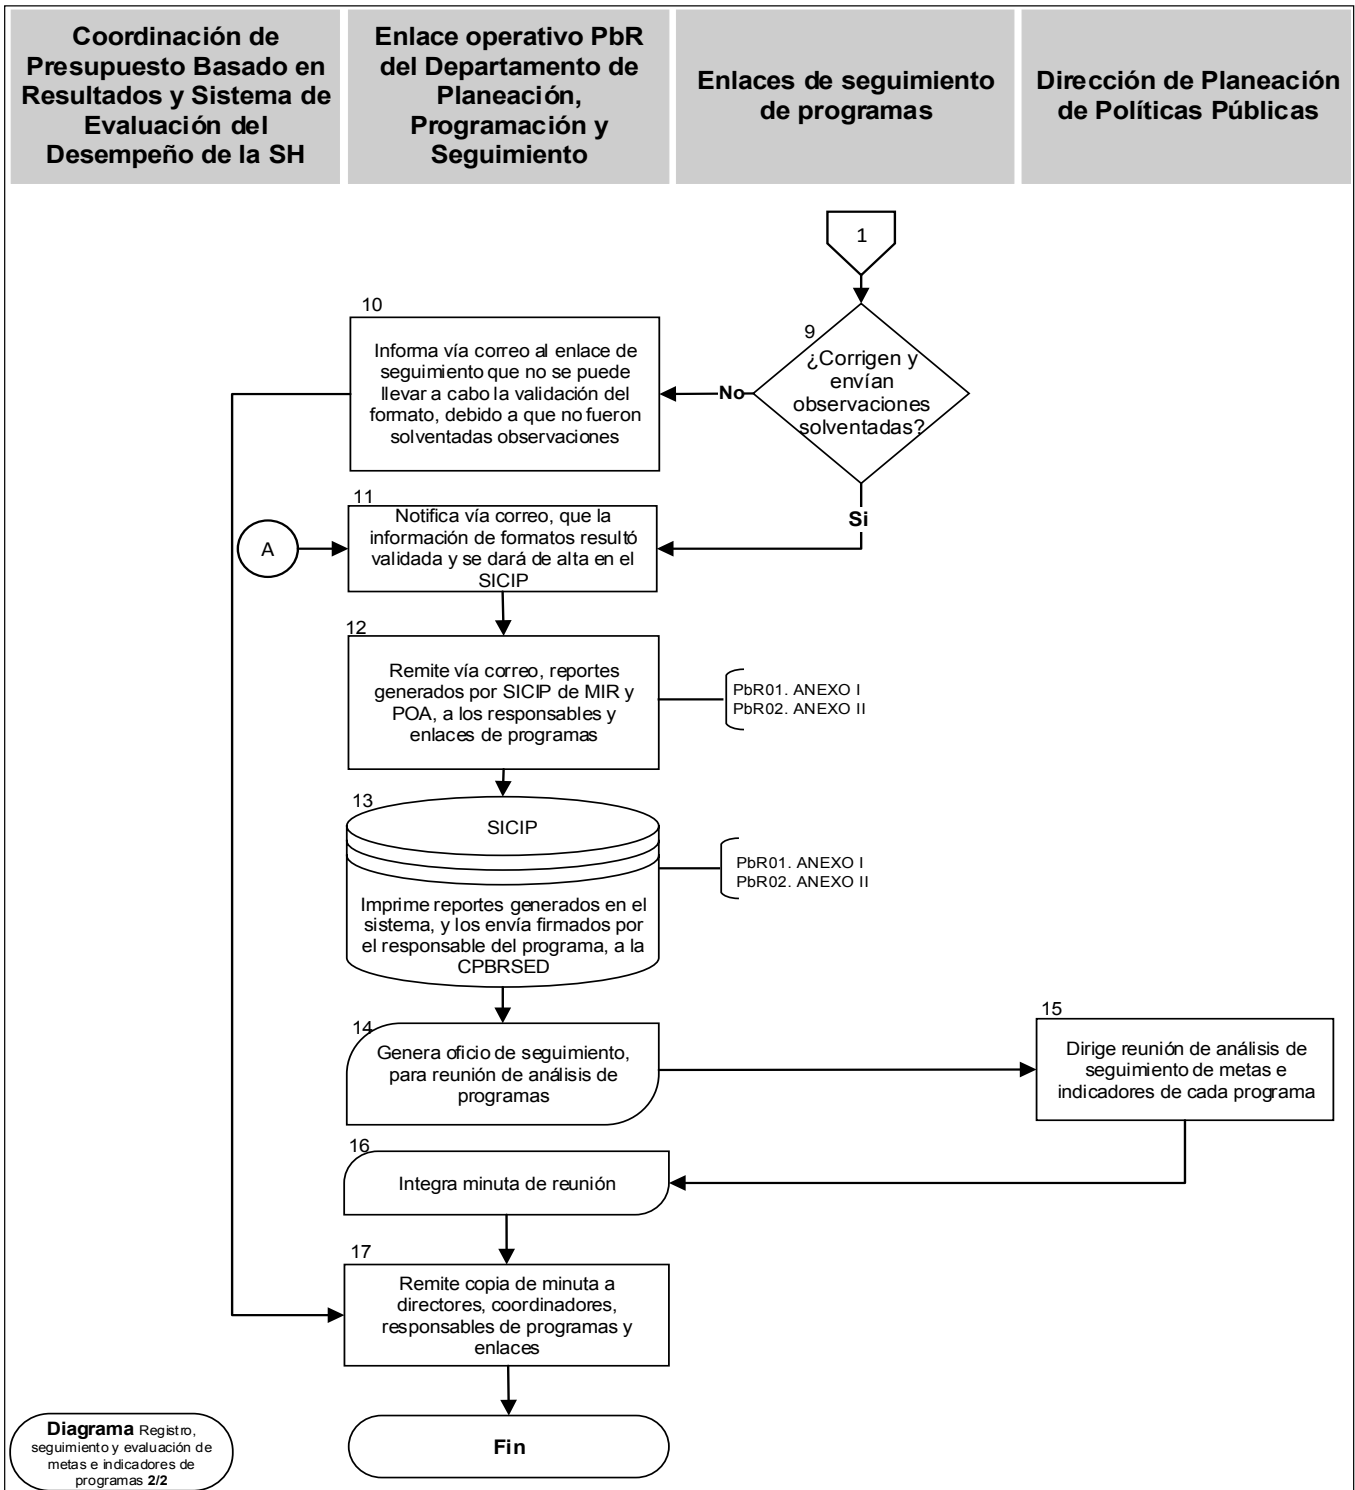 Coordinación de
Presupuesto Basado en
Resultados y Sistema de
Evaluación del
Desempeño de la SH
Enlace operativo PbR
del Departamento de
Planeación,
Programación y
Seguimiento
Enlaces de seguimiento
de programas
Dirección de Planeación
de Políticas Públicas
1
9
¿Corrigen y
envían
observaciones
solventadas?
No
Si
10
Informa vía correo al enlace de
seguimiento que no se puede
llevar a cabo la validación del
formato, debido a que no fueron
solventadas observaciones
A
11
Notifica vía correo, que la
información de formatos resultó
validada y se dará de alta en el
SICIP
12
Remite vía correo, reportes
generados por SICIP de MIR y
POA, a los responsables y
enlaces de programas
PbR01. ANEXO I
PbR02. ANEXO II
13
SICIP
Imprime reportes generados en el
sistema, y los envía firmados por
el responsable del programa, a la
CPBRSED
PbR01. ANEXO I
PbR02. ANEXO II
14
Genera oficio de seguimiento,
para reunión de análisis de
programas
15
Dirige reunión de análisis de
seguimiento de metas e
indicadores de cada programa
16
Integra minuta de reunión
17
Remite copia de minuta a
directores, coordinadores,
responsables de programas y
enlaces
Fin
Diagrama Registro,
seguimiento y evaluación de
metas e indicadores de
programas 2/2